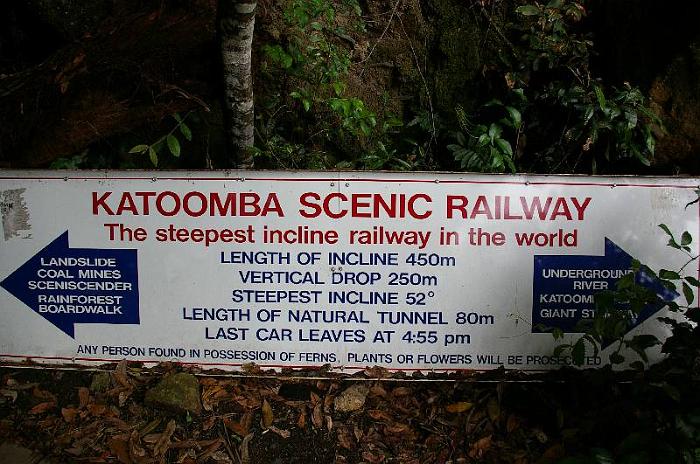 KATOOMBA SCENIC RAILWAY
The steepest incline railway in the world
LANDSLIDE
COAL MINES
SCENISCENDER
RAINFOREST
BOARDWALK
LENGTH OF INCLINE 450m
VERTICAL DROP 250m
STEEPEST INCLINE 52°
LENGTH OF NATURAL TUNNEL 80m
LAST CAR LEAVES AT 4:55 pm
UNDERGROUND
RIVER
GIANT
ANY PERSON FOUND IN POSSESSION OF FERNS, PLANTS OR FLOWERS WILL BE PROSECUTED